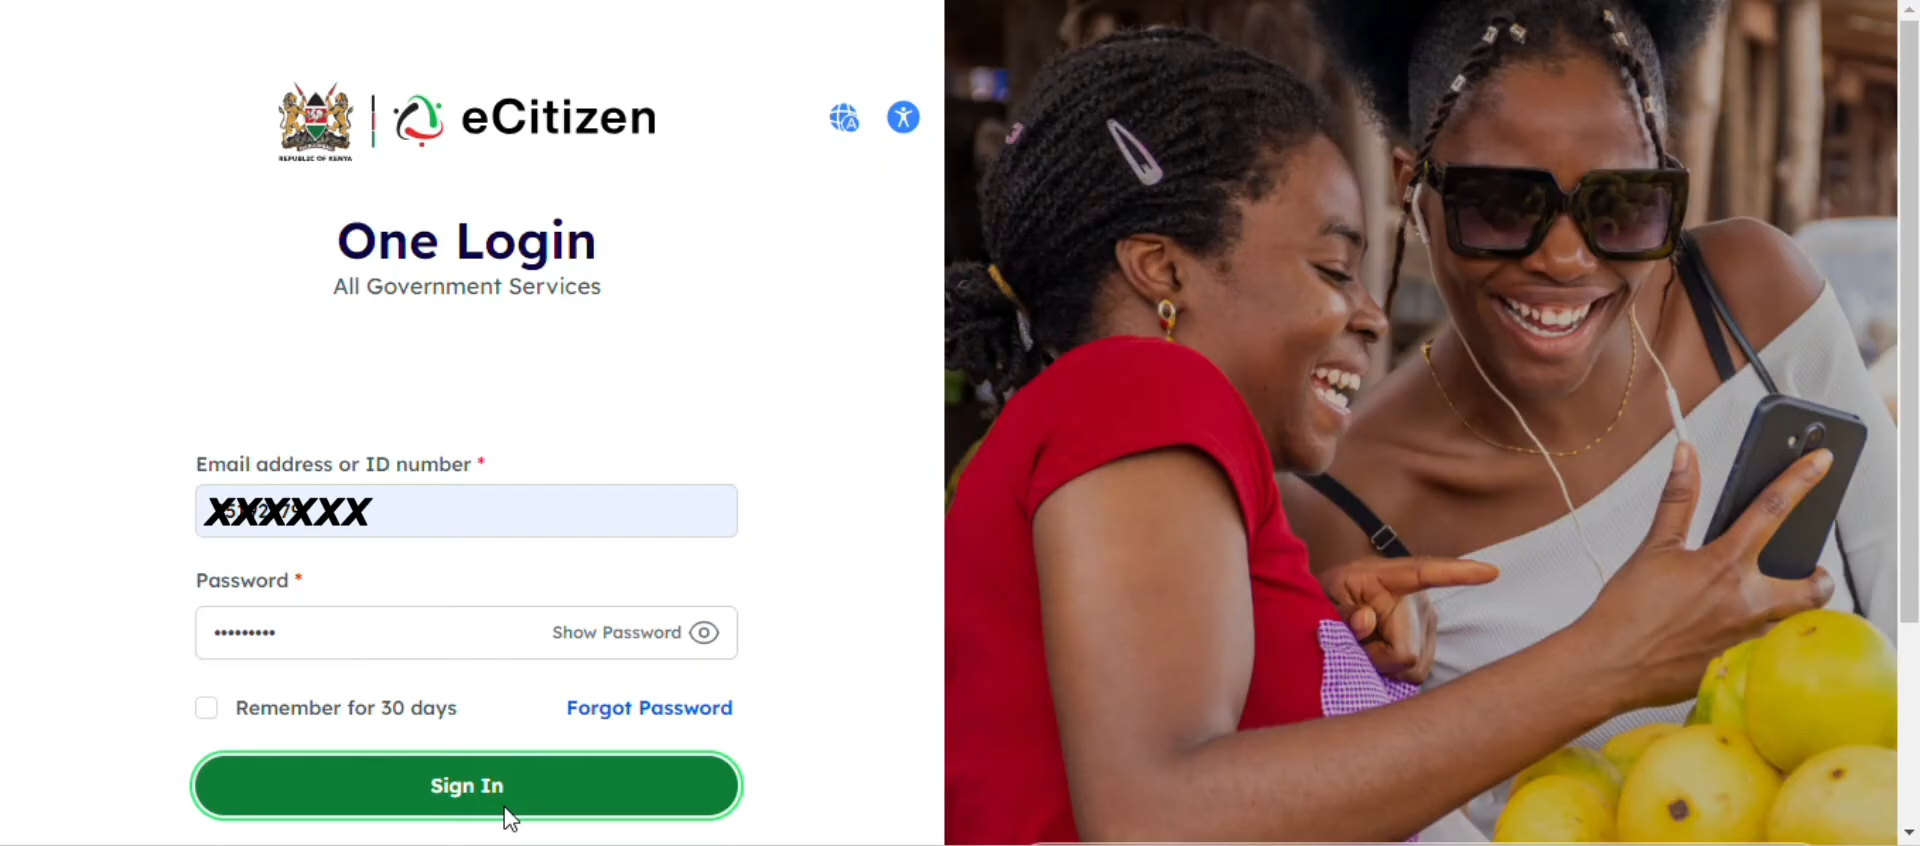 REPUBLIC OF KENYA
eCitizen
One Login
All Government Services
Email address or ID number *
XXXXXX
Password *
•••••••••
Show Password
Remember for 30 days
Forgot Password
Sign In